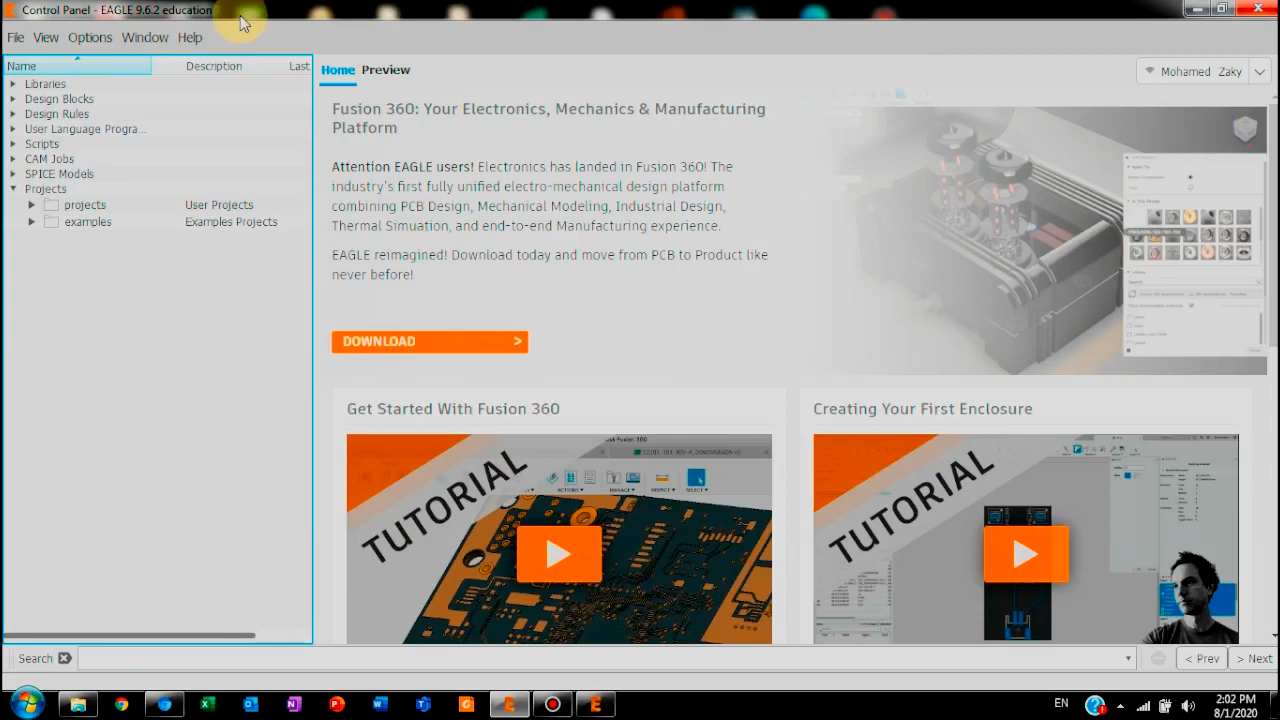 Control Panel - EAGLE 9.6.2 education
File View Options Window Help
Name Description Last
Libraries
Design Blocks
Design Rules
User Language Progra...
Scripts
CAM Jobs
SPICE Models
Projects
projects User Projects
examples Examples Projects
Home Preview
Mohamed Zaky
Fusion 360: Your Electronics, Mechanics & Manufacturing
Platform
Attention EAGLE users! Electronics has landed in Fusion 360! The
industry's first fully unified electro-mechanical design platform
combining PCB Design, Mechanical Modeling, Industrial Design,
Thermal Simuation, and end-to-end Manufacturing experience.
EAGLE reimagined! Download today and move from PCB to Product like
never before!
DOWNLOAD >
Get Started With Fusion 360
TUTORIAL
Creating Your First Enclosure
TUTORIAL
Search
< Prev
> Next
EN
2:02 PM
8/1/2020